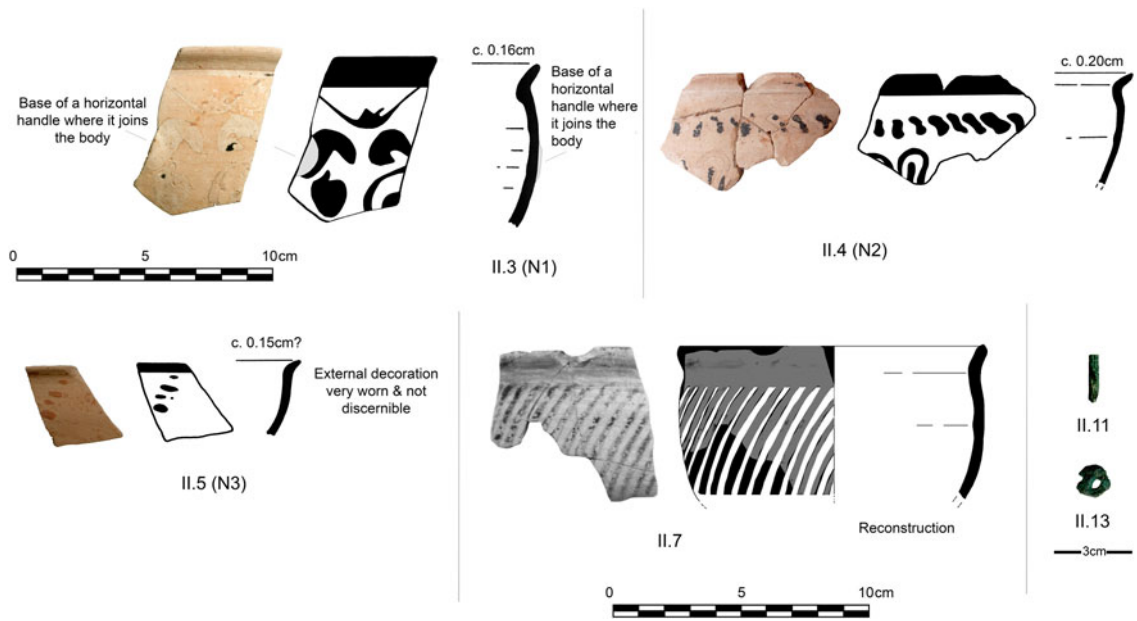 c. 0.16cm
Base of a horizontal
handle where it joins
the body
Base of a
horizontal
handle where
it joins the
body
0 5 10cm
II.3 (N1)
c. 0.20cm
II.4 (N2)
c. 0.15cm?
External decoration
very worn & not
discernible
II.5 (N3)
II.7
Reconstruction
0 5 10cm
II.11
II.13
3cm